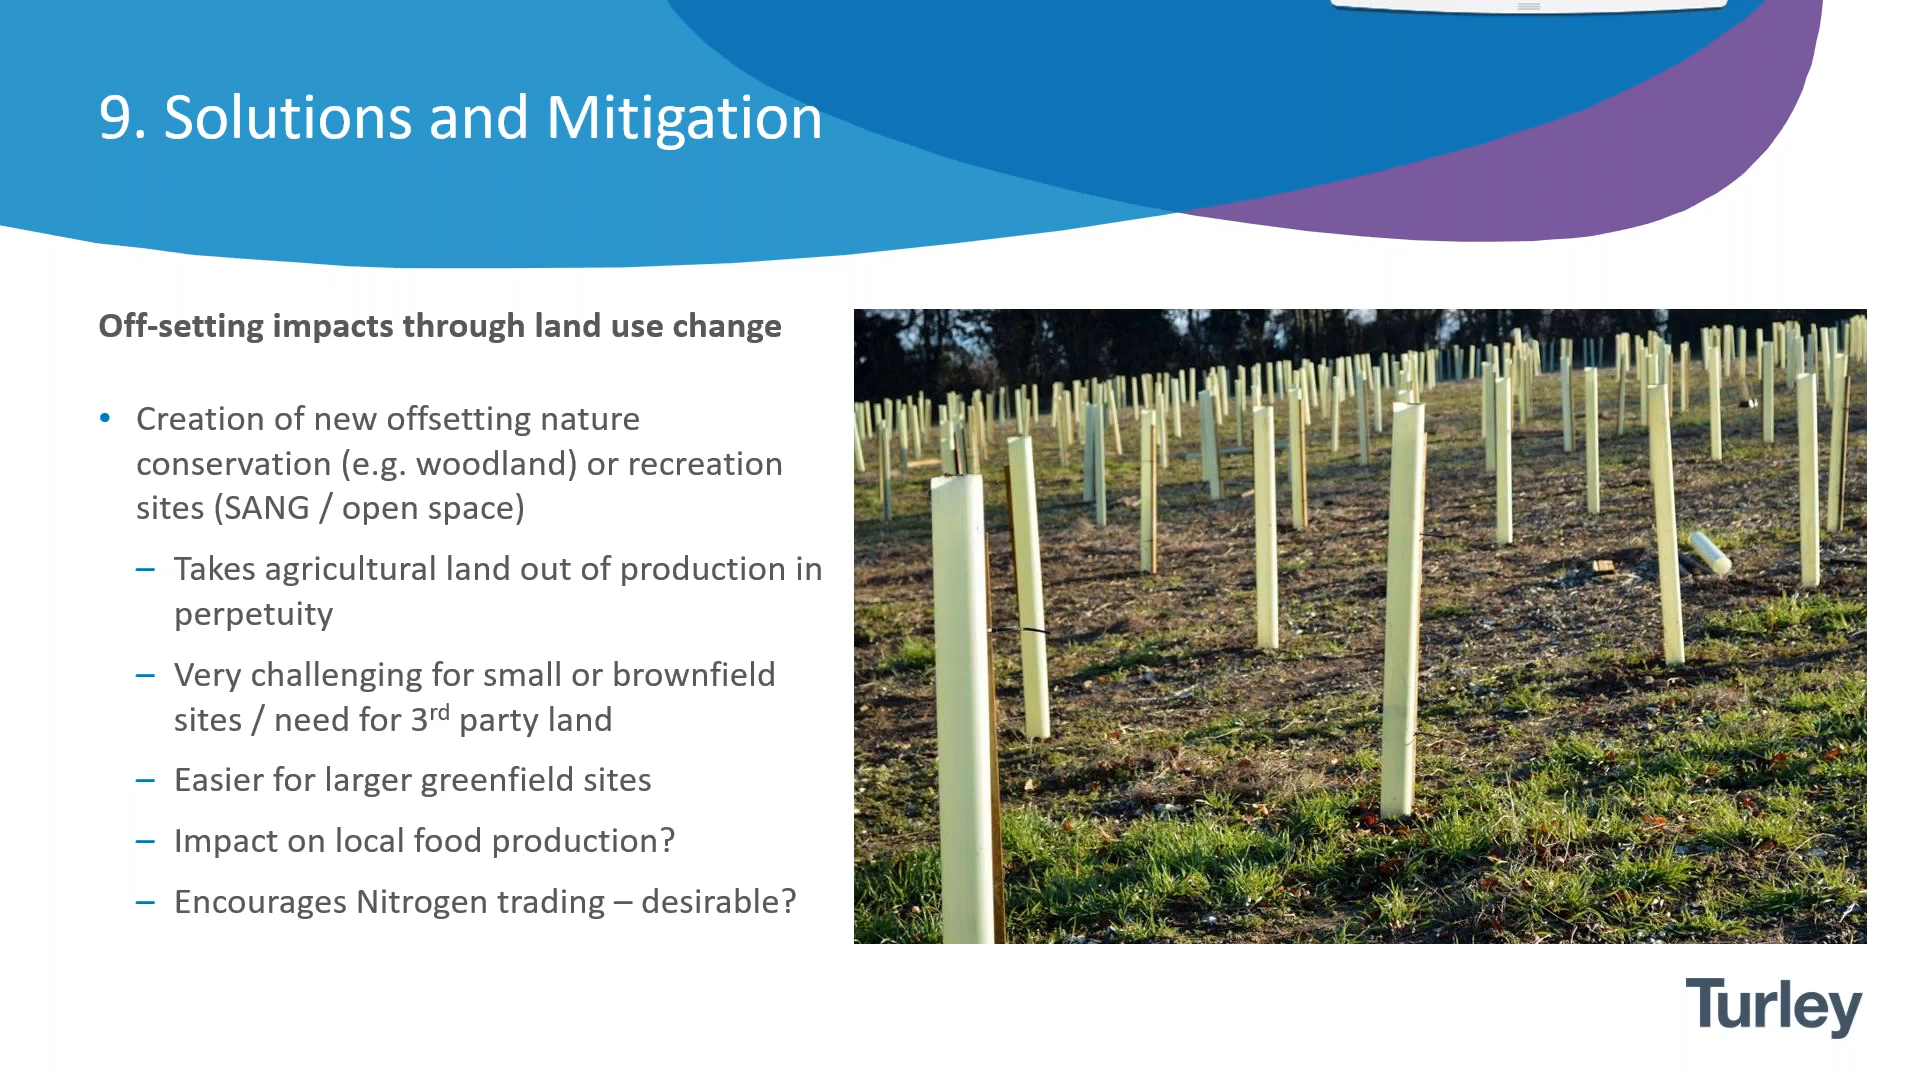 9. Solutions and Mitigation
Off-setting impacts through land use change
• Creation of new offsetting nature
conservation (e.g. woodland) or recreation
sites (SANG / open space)
– Takes agricultural land out of production in
perpetuity
– Very challenging for small or brownfield
sites / need for 3rd party land
– Easier for larger greenfield sites
– Impact on local food production?
– Encourages Nitrogen trading – desirable?
Turley